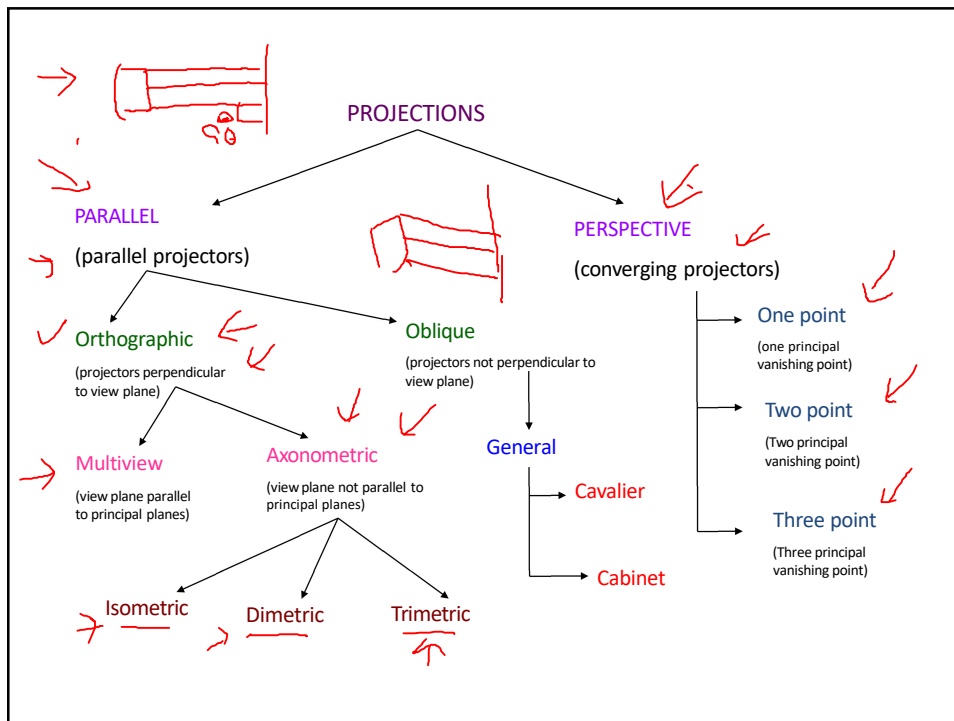 PROJECTIONS
PARALLEL
(parallel projectors)
Orthographic
(projectors perpendicular
to view plane)
Multiview
(view plane parallel
to principal planes)
Axonometric
(view plane not parallel to
principal planes)
Isometric
Dimetric
Trimetric
Oblique
(projectors not perpendicular to
view plane)
General
Cavalier
Cabinet
PERSPECTIVE
(converging projectors)
One point
(one principal
vanishing point)
Two point
(Two principal
vanishing point)
Three point
(Three principal
vanishing point)